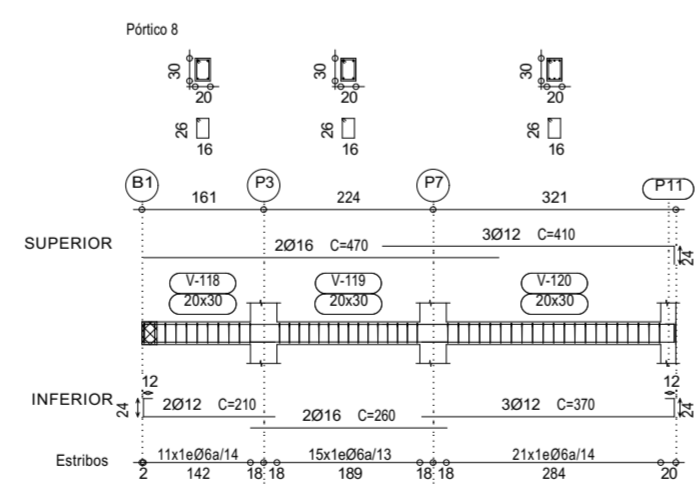 Pórtico 8
30 30 30
20 20 20
26 26 26
16 16 16
B1 P3 P7 P11
161 224 321
SUPERIOR
3Ø12 C=410
2Ø16 C=470
24
V-118 V-119 V-120
20x30 20x30 20x30
12 12
INFERIOR
24 2Ø12 C=210 3Ø12 C=370 24
2Ø16 C=260
Estribos 11x1eØ6a/14 15x1eØ6a/13 21x1eØ6a/14
2 142 18 18 189 18 18 284 20